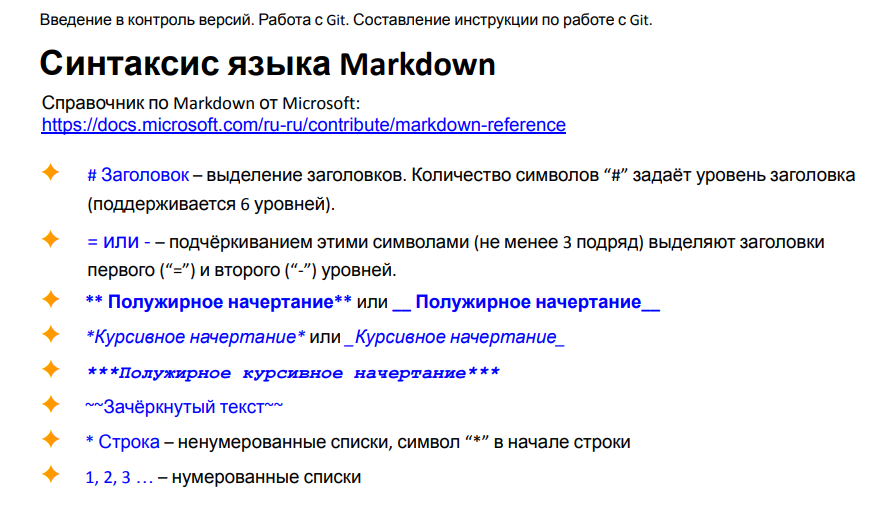 Введение в контроль версий. Работа с Git. Составление инструкции по работе с Git.
Синтаксис языка Markdown
Справочник по Markdown от Microsoft:
https://docs.microsoft.com/ru-ru/contribute/markdown-reference
# Заголовок – выделение заголовков. Количество символов “#” задаёт уровень заголовка
(поддерживается 6 уровней).
= или - – подчёркиванием этими символами (не менее 3 подряд) выделяют заголовки
первого (“=”) и второго (“-”) уровней.
** Полужирное начертание** или __ Полужирное начертание__
*Курсивное начертание* или _Курсивное начертание_
***Полужирное курсивное начертание***
~~Зачёркнутый текст~~
* Строка – ненумерованные списки, символ “*” в начале строки
1, 2, 3 … – нумерованные списки